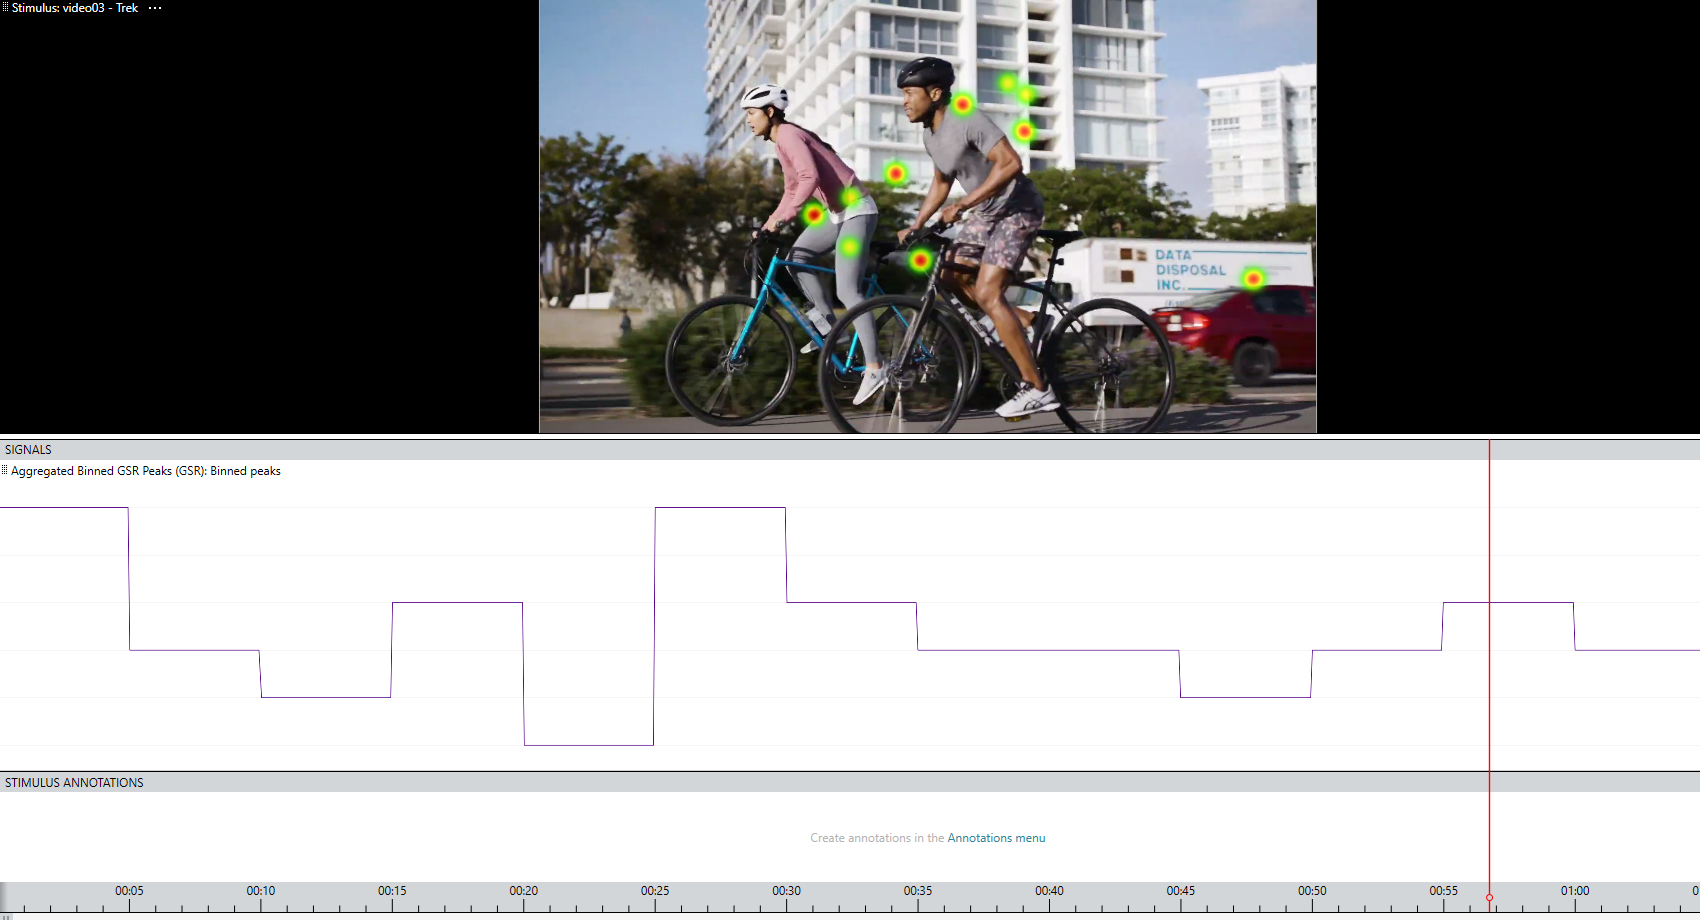 Stimulus: video03 - Trek ...
DATA
DISPOSAL
INC.
TREK
SIGNALS
Aggregated Binned GSR Peaks (GSR): Binned peaks
STIMULUS ANNOTATIONS
Create annotations in the Annotations menu
00:05 00:10 00:15 00:20 00:25 00:30 00:35 00:40 00:45 00:50 00:55 01:00